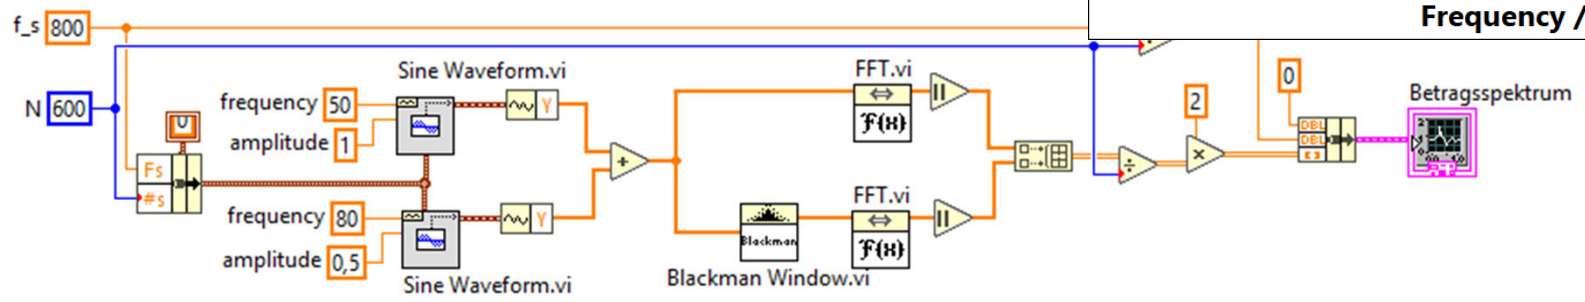 Frequency /
f_s 800
Sine Waveform.vi
FFT.vi
0
Betragsspektrum
frequency 50
N 600
Y
F(x)
2
DBL
DBL
amplitude 1
Fs
#s
+
÷
x
frequency 80
FFT.vi
Y
Blackman
F(x)
amplitude 0,5
Blackman Window.vi
Sine Waveform.vi